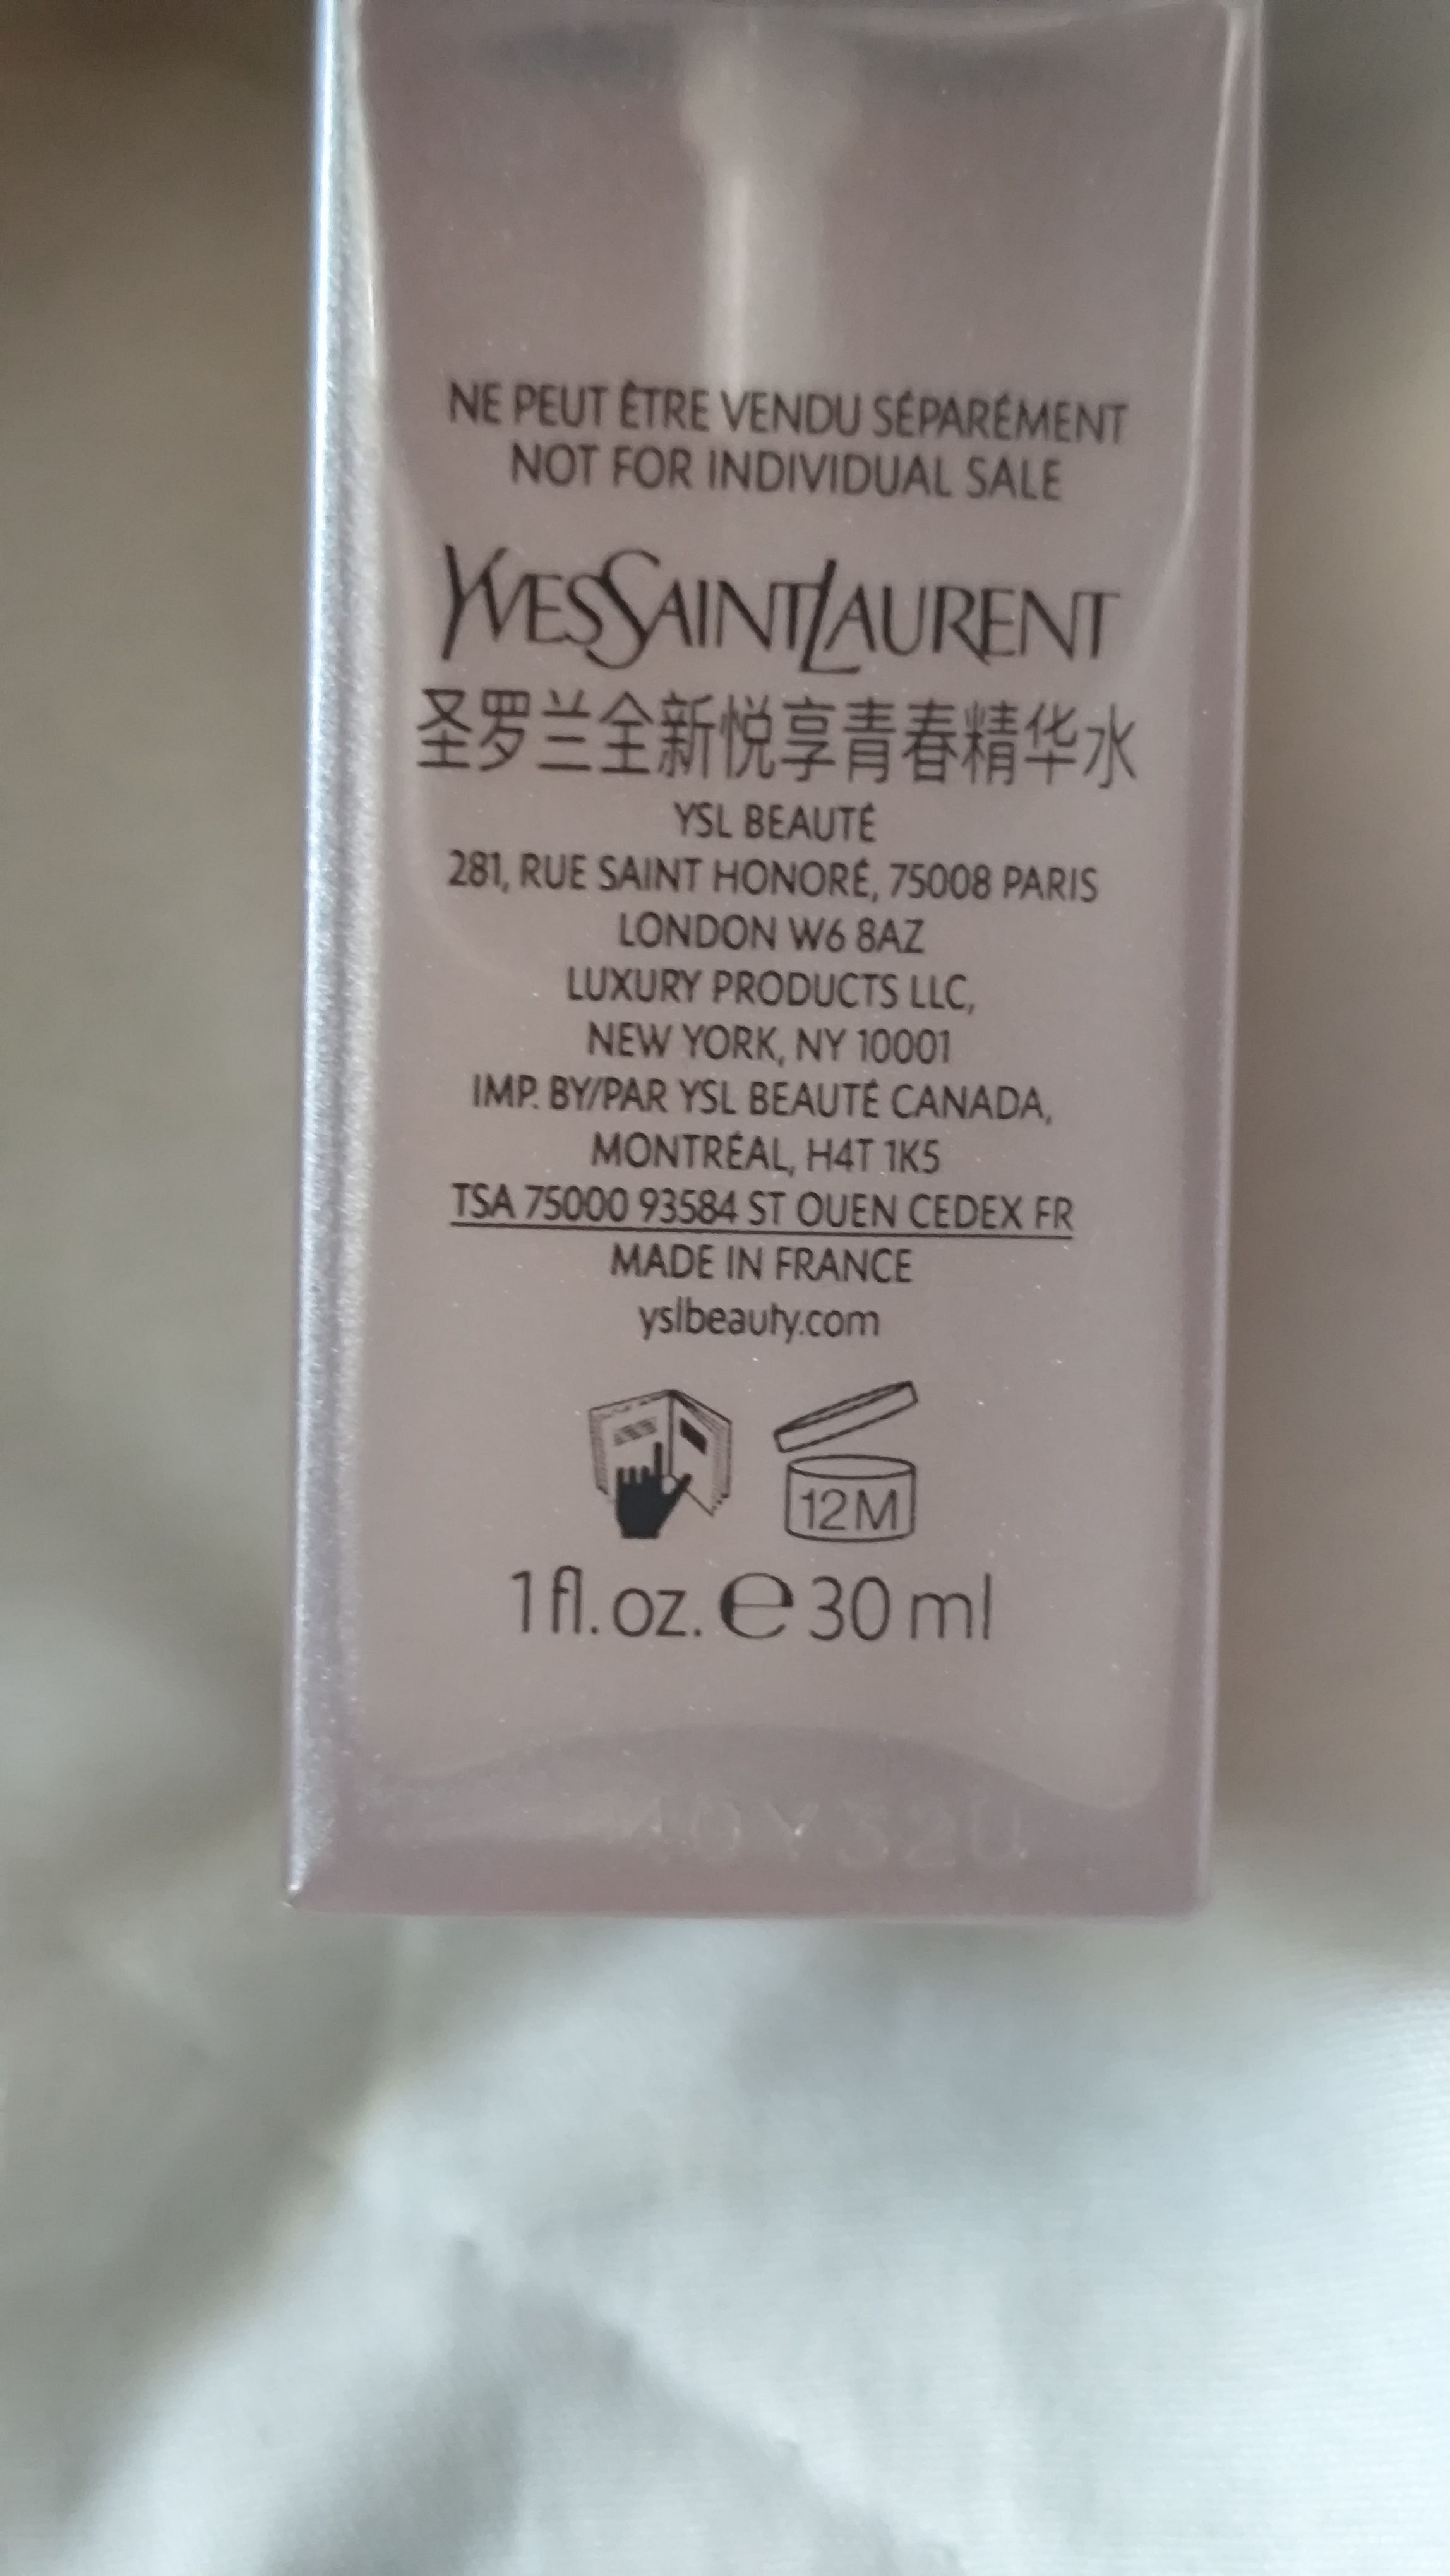 NE PEUT ÊTRE VENDU SÉPARÉMENT
NOT FOR INDIVIDUAL SALE
YVESSAINTLAURENT
圣罗兰全新悦享青春精华水
YSL BEAUTÉ
281, RUE SAINT HONORÉ, 75008 PARIS
LONDON W6 8AZ
LUXURY PRODUCTS LLC,
NEW YORK, NY 10001
IMP. BY/PAR YSL BEAUTÉ CANADA,
MONTRÉAL, H4T 1K5
TSA 75000 93584 ST OUEN CEDEX FR
MADE IN FRANCE
yslbeauty.com
12M
1 fl. oz. e 30 ml